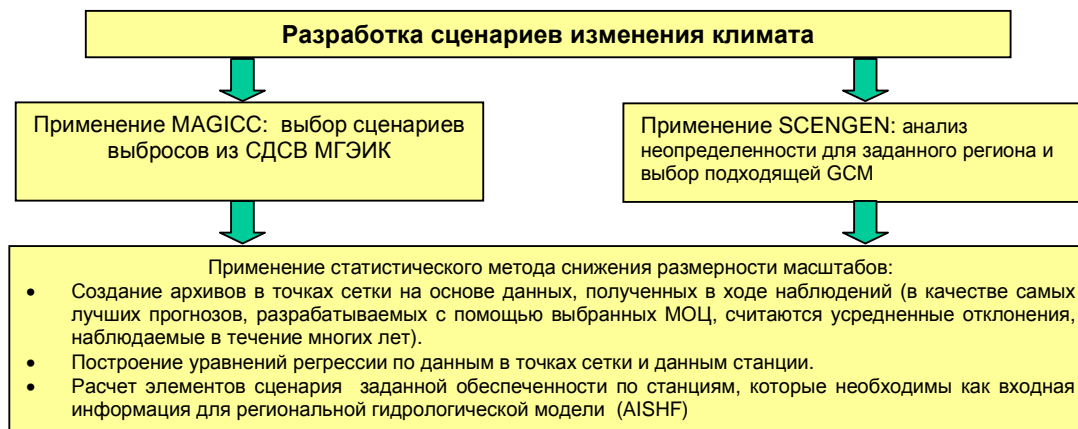 Разработка сценариев изменения климата
Применение MAGICC: выбор сценариев
выбросов из СДСВ МГЭИК
Применение SCENGEN: анализ
неопределенности для заданного региона и
выбор подходящей GCM
Применение статистического метода снижения размерности масштабов:
• Создание архивов в точках сетки на основе данных, полученных в ходе наблюдений (в качестве самых
лучших прогнозов, разрабатываемых с помощью выбранных МОЦ, считаются усредненные отклонения,
наблюдаемые в течение многих лет).
• Построение уравнений регрессии по данным в точках сетки и данным станции.
• Расчет элементов сценария заданной обеспеченности по станциям, которые необходимы как входная
информация для региональной гидрологической модели (AISHF)